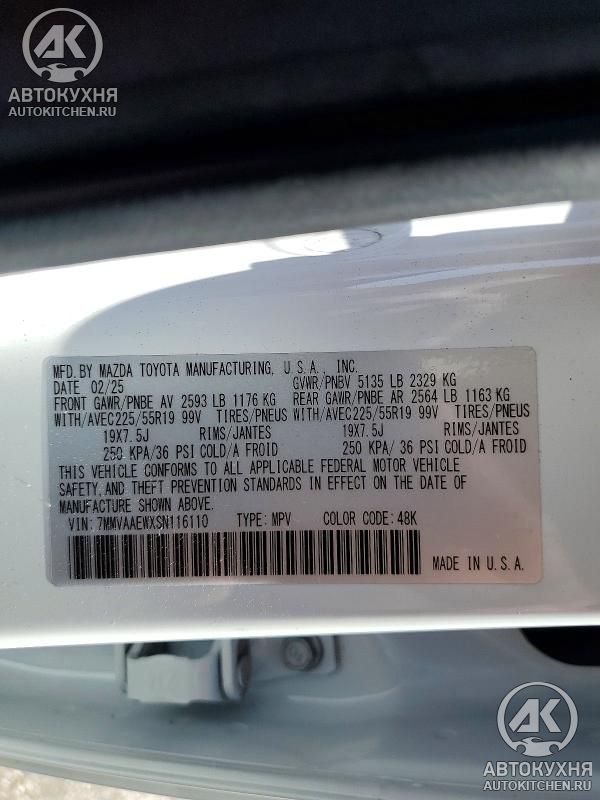 AK
АВТОКУХНЯ
AUTOKITCHEN.RU
MFD. BY MAZDA TOYOTA MANUFACTURING, U.S.A., INC.
DATE 02/25 GVWR/PNBV 5135 LB 2329 KG
FRONT GAWR/PNBE AV 2593 LB 1176 KG REAR GAWR/PNBE AR 2564 LB 1163 KG
WITH/AVEC225/55R19 99V TIRES/PNEUS WITH/AVEC225/55R19 99V TIRES/PNEUS
19X7.5J RIMS/JANTES 19X7.5J RIMS/JANTES
250 KPA/36 PSI COLD/A FROID 250 KPA/ 36 PSI COLD/A FROID
THIS VEHICLE CONFORMS TO ALL APPLICABLE FEDERAL MOTOR VEHICLE
SAFETY, AND THEFT PREVENTION STANDARDS IN EFFECT ON THE DATE OF
MANUFACTURE SHOWN ABOVE.
VIN: 7MMVAAEWXSN116110 TYPE: MPV COLOR CODE: 48K
MADE IN U.S.A.
AK
АВТОКУХНЯ
AUTOKITCHEN.RU